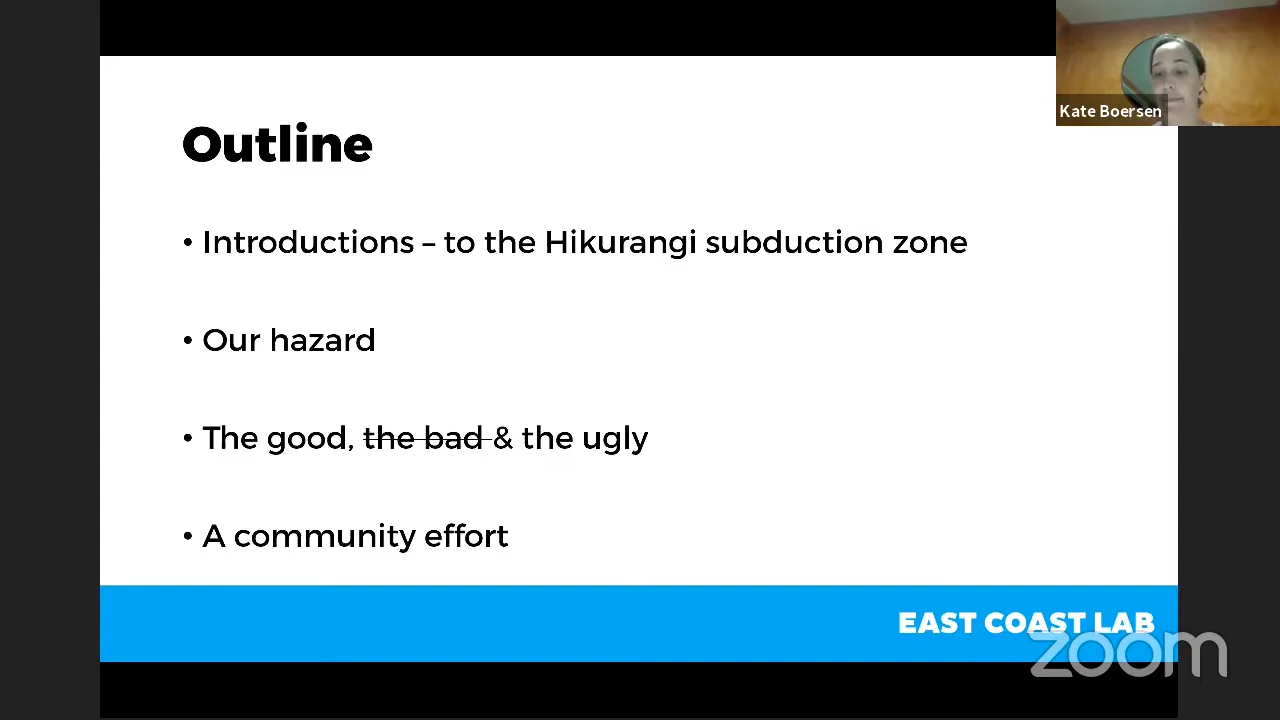 Kate Boersen
Outline
• Introductions – to the Hikurangi subduction zone
• Our hazard
• The good, the bad & the ugly
• A community effort
EAST COAST LAB
zoom